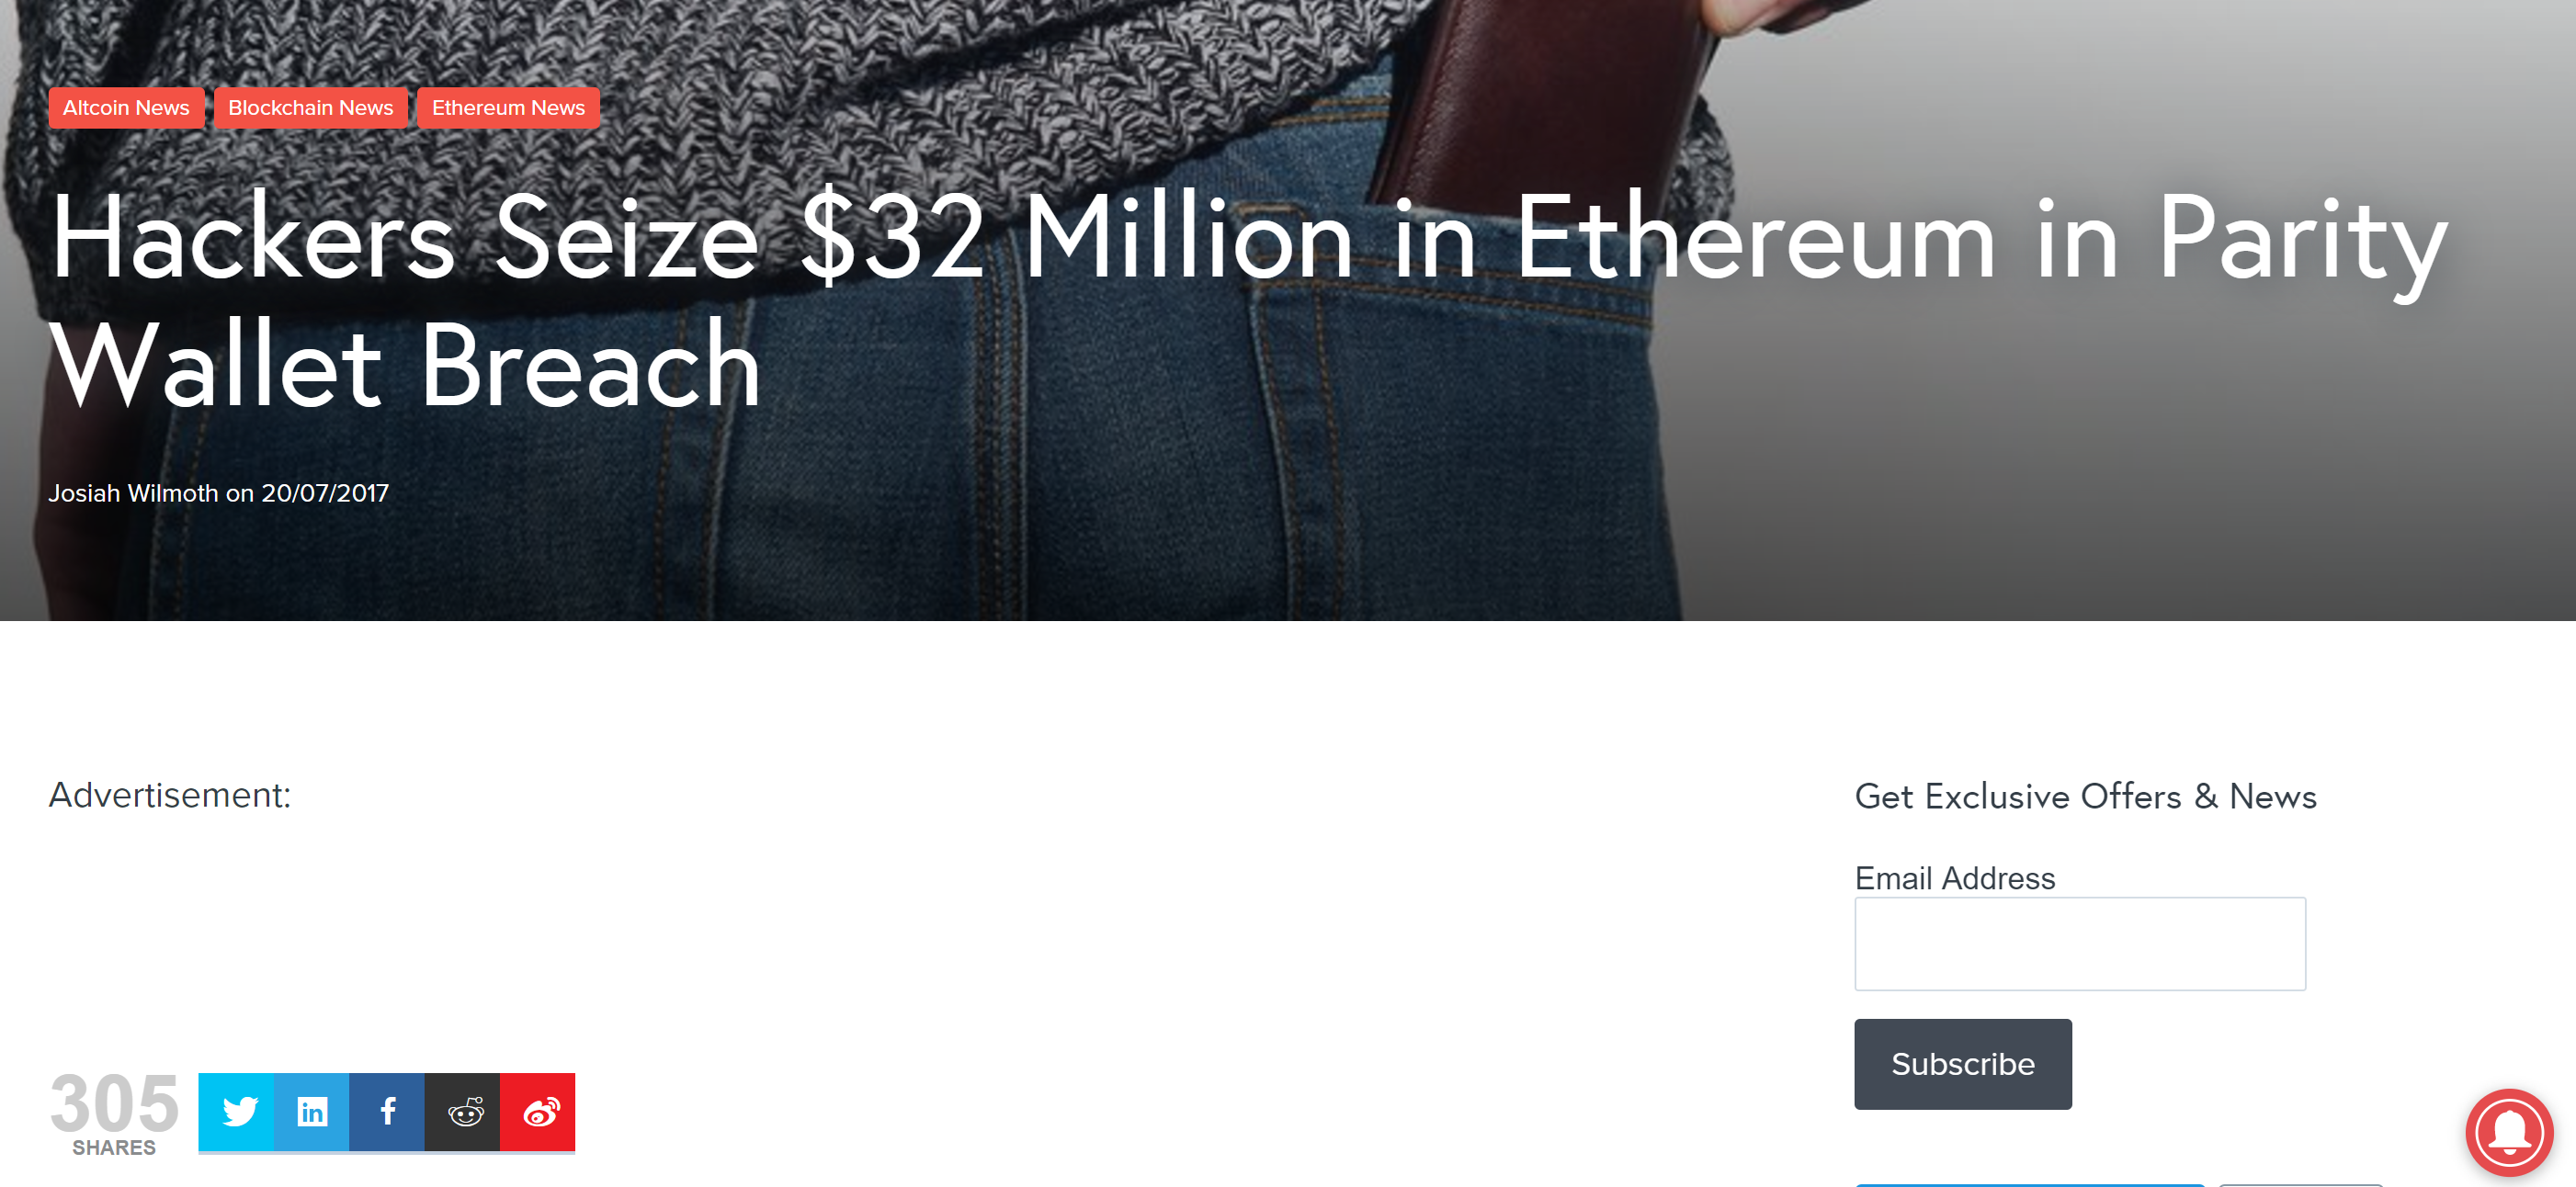 Altcoin News Blockchain News Ethereum News
Hackers Seize $32 Million in Ethereum in Parity
Wallet Breach
Josiah Wilmoth on 20/07/2017
Advertisement:
Get Exclusive Offers & News
Email Address
Subscribe
305
SHARES
in
f